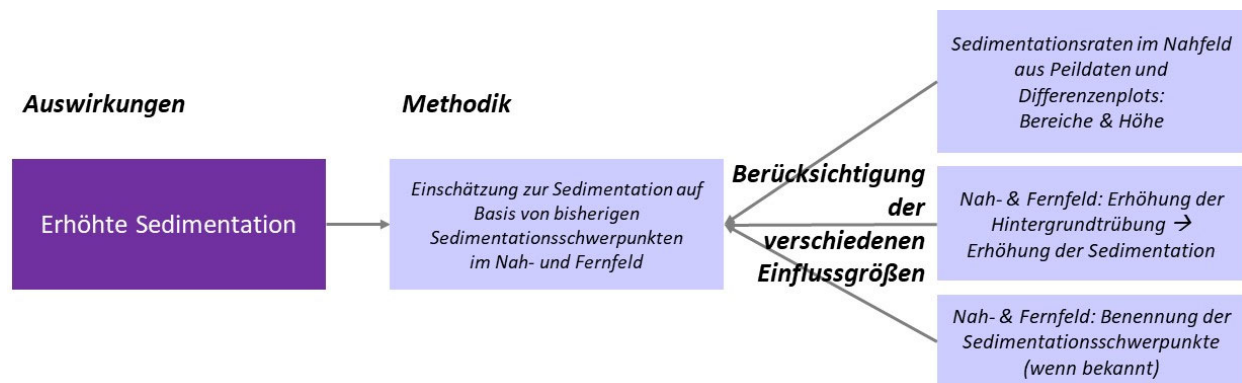 Auswirkungen
Erhöhte Sedimentation
Methodik
Einschätzung zur Sedimentation auf
Basis von bisherigen
Sedimentationsschwerpunkten
im Nah- und Fernfeld
Berücksichtigung
der
verschiedenen
Einflussgrößen
Sedimentationsraten im Nahfeld
aus Peildaten und
Differenzenplots:
Bereiche & Höhe
Nah- & Fernfeld: Erhöhung der
Hintergrundtrübung →
Erhöhung der Sedimentation
Nah- & Fernfeld: Benennung der
Sedimentationsschwerpunkte
(wenn bekannt)